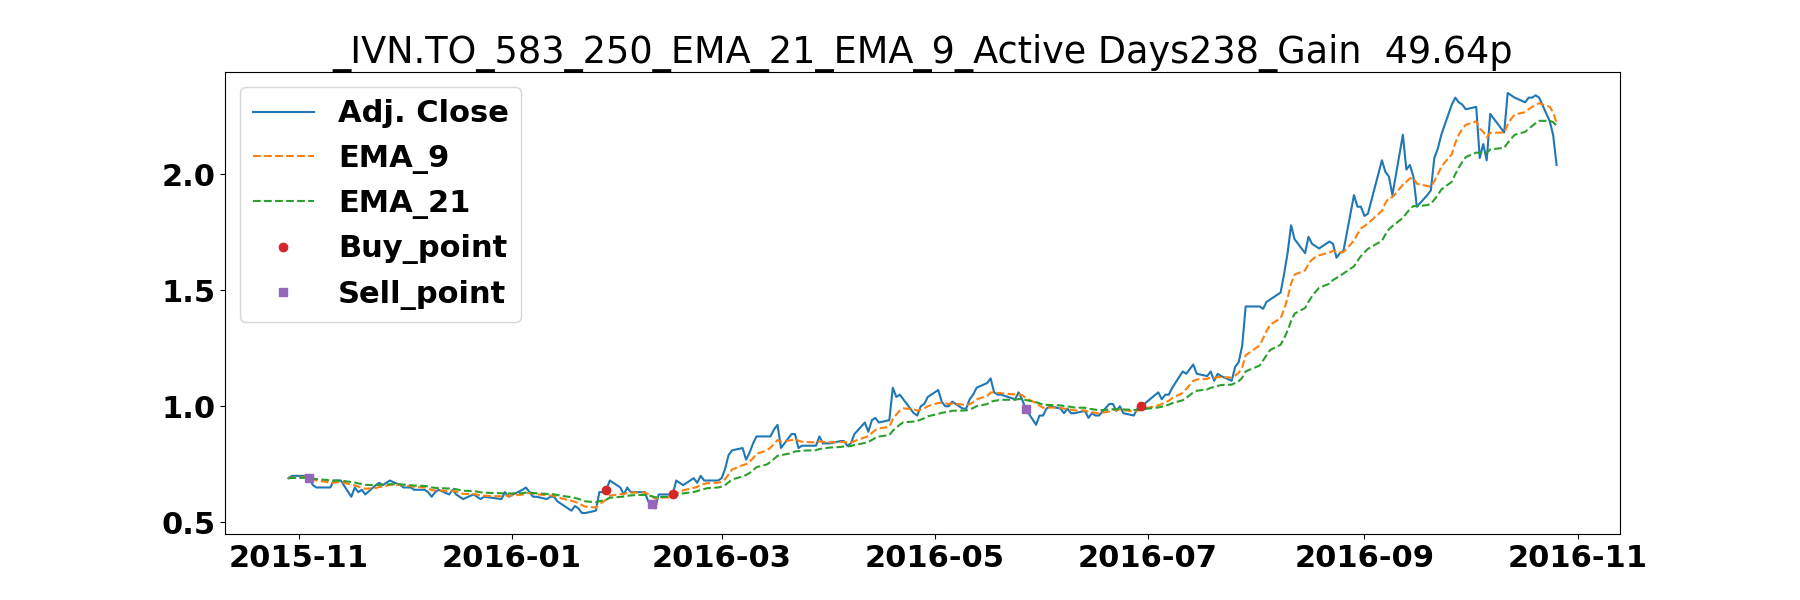 _IVN.TO_583_250_EMA_21_EMA_9_Active Days238_Gain  49.64p
Adj. Close
EMA_9
EMA_21
Buy_point
Sell_point
2.0
1.5
1.0
0.5
2015-11 2016-01 2016-03 2016-05 2016-07 2016-09 2016-11